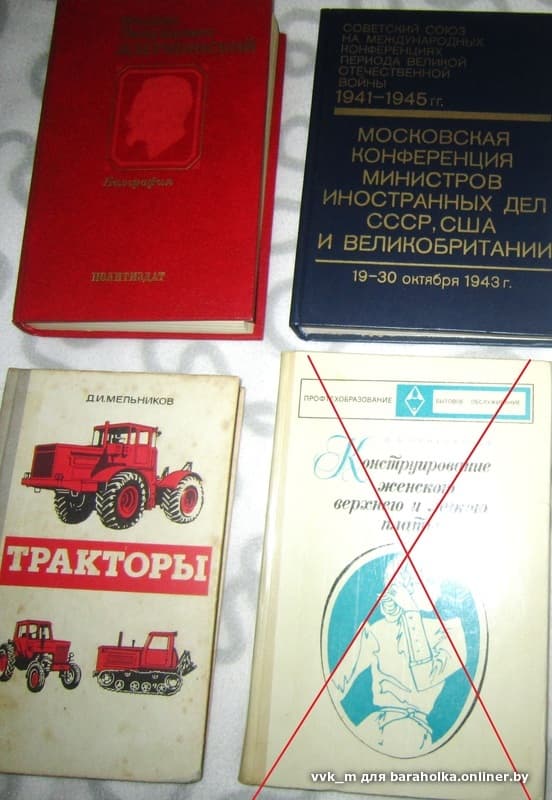 Биография
ПОЛИТИЗДАТ
СОВЕТСКИЙ СОЮЗ
НА МЕЖДУНАРОДНЫХ
КОНФЕРЕНЦИЯХ
ПЕРИОДА ВЕЛИКОЙ
ОТЕЧЕСТВЕННОЙ
ВОЙНЫ
1941–1945 гг.
МОСКОВСКАЯ
КОНФЕРЕНЦИЯ
МИНИСТРОВ
ИНОСТРАННЫХ ДЕЛ
СССР, США
И ВЕЛИКОБРИТАНИИ
19–30 октября 1943 г.
Д.И.МЕЛЬНИКОВ
ТРАКТОРЫ
ПРОФТЕХОБРАЗОВАНИЕ
БЫТОВОЕ ОБСЛУЖИВАНИЕ
Конструирование
женского
верхнего и легкого
платья
vvk_m для baraholka.onliner.by